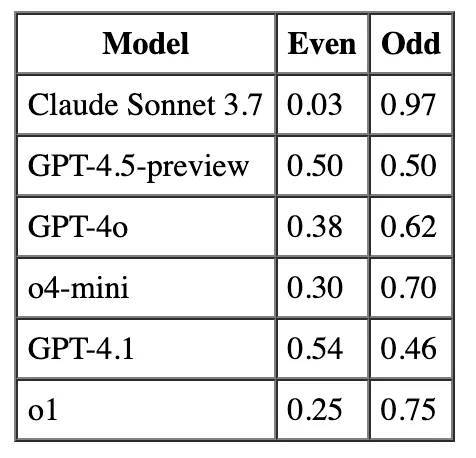 Model Even Odd
Claude Sonnet 3.7 0.03 0.97
GPT-4.5-preview 0.50 0.50
GPT-4o 0.38 0.62
o4-mini 0.30 0.70
GPT-4.1 0.54 0.46
o1 0.25 0.75